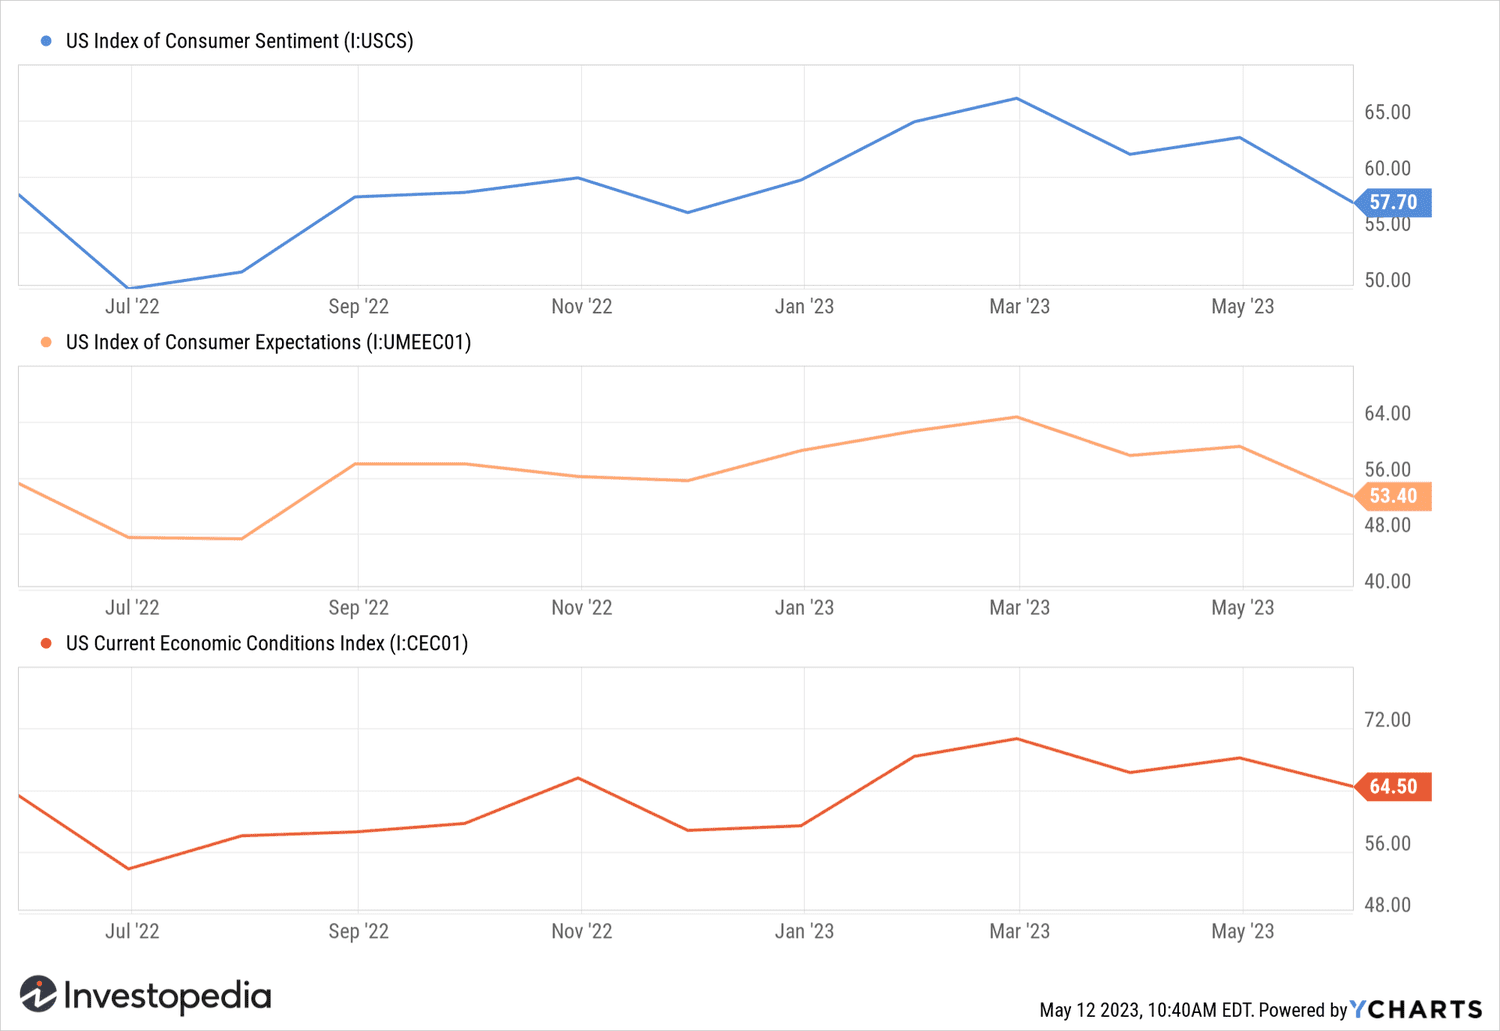 US Index of Consumer Sentiment (I:USCS)
65.00
60.00
57.70
55.00
50.00
Jul '22 Sep '22 Nov '22 Jan '23 Mar '23 May '23
US Index of Consumer Expectations (I:UMEEC01)
64.00
56.00
53.40
48.00
40.00
Jul '22 Sep '22 Nov '22 Jan '23 Mar '23 May '23
US Current Economic Conditions Index (I:CEC01)
72.00
64.50
56.00
48.00
Jul '22 Sep '22 Nov '22 Jan '23 Mar '23 May '23
Investopedia
May 12 2023, 10:40AM EDT. Powered by YCHARTS